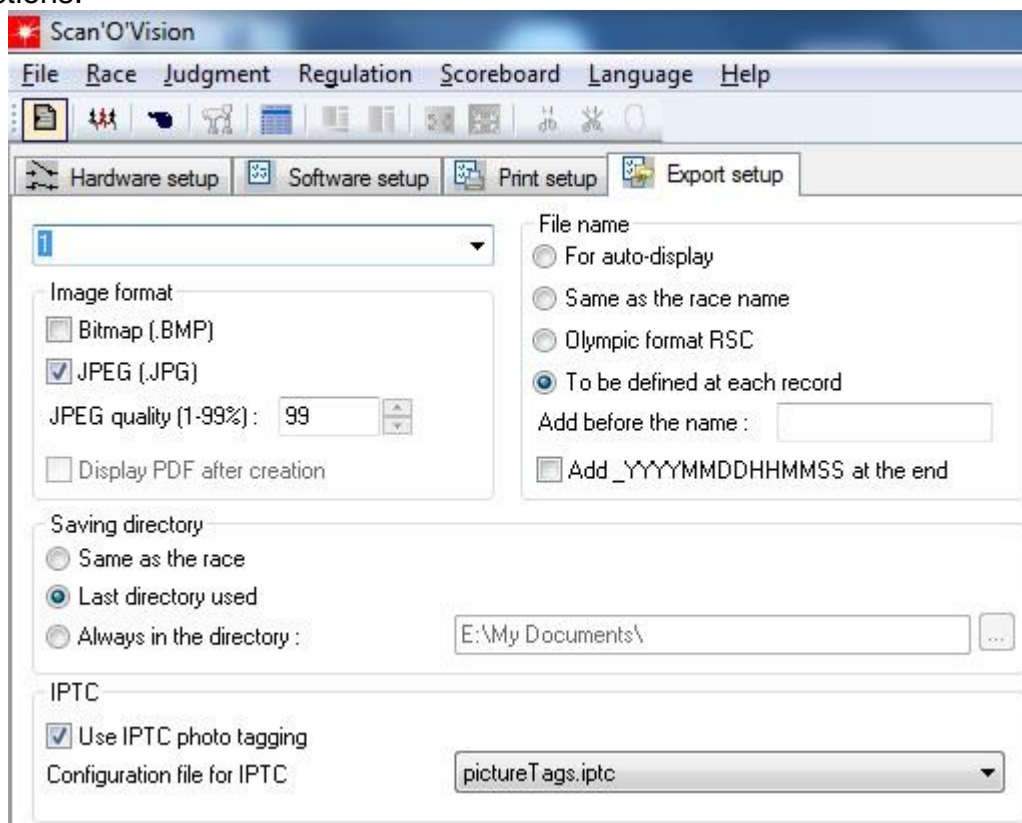 ctions:
Scan'O'Vision
File Race Judgment Regulation Scoreboard Language Help
Hardware setup Software setup Print setup Export setup
1
Image format
Bitmap (.BMP)
JPEG (.JPG)
JPEG quality (1-99%) : 99
Display PDF after creation
File name
For auto-display
Same as the race name
Olympic format RSC
To be defined at each record
Add before the name :
Add _YYYYMMDDHHMMSS at the end
Saving directory
Same as the race
Last directory used
Always in the directory : E:\My Documents\ ...
IPTC
Use IPTC photo tagging
Configuration file for IPTC pictureTags.iptc